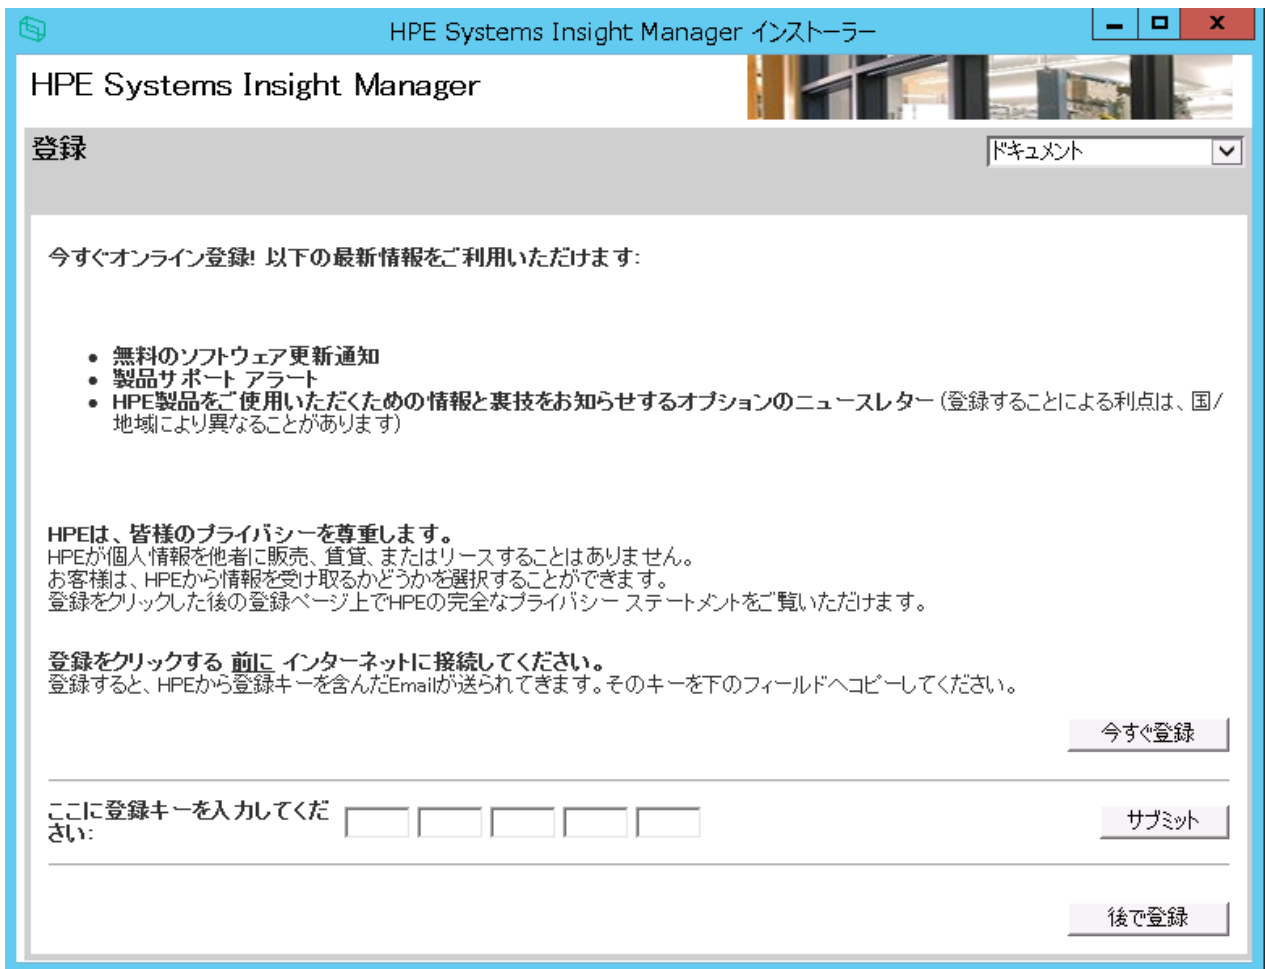 HPE Systems Insight Manager インストーラー
HPE Systems Insight Manager
登録
ドキュメント
今すぐオンライン登録! 以下の最新情報をご利用いただけます:
• 無料のソフトウェア更新通知
• 製品サポート アラート
• HPE製品をご使用いただくための情報と裏技をお知らせするオプションのニュースレター (登録することによる利点は、国/
地域により異なることがあります)
HPEは、皆様のプライバシーを尊重します。
HPEが個人情報を他者に販売、賃貸、またはリースすることはありません。
お客様は、HPEから情報を受け取るかどうかを選択することができます。
登録をクリックした後の登録ページ上でHPEの完全なプライバシー ステートメントをご覧いただけます。
登録をクリックする 前に インターネットに接続してください。
登録すると、HPEから登録キーを含んだEmailが送られてきます。そのキーを下のフィールドへコピーしてください。
今すぐ登録
ここに登録キーを入力してくだ
さい:
サブミット
後で登録